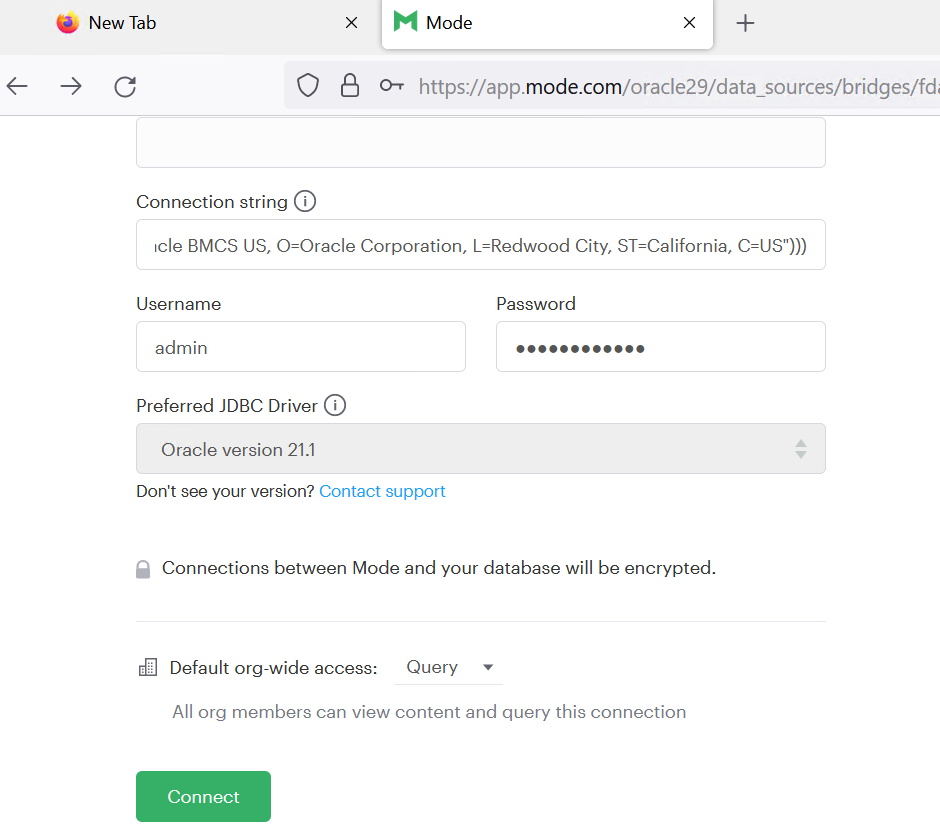 New Tab
Mode
https://app.mode.com/oracle29/data_sources/bridges/fda
Connection string
acle BMCS US, O=Oracle Corporation, L=Redwood City, ST=California, C=US")))
Username Password
admin ●●●●●●●●●●●●
Preferred JDBC Driver
Oracle version 21.1
Don't see your version? Contact support
Connections between Mode and your database will be encrypted.
Default org-wide access: Query
All org members can view content and query this connection
Connect